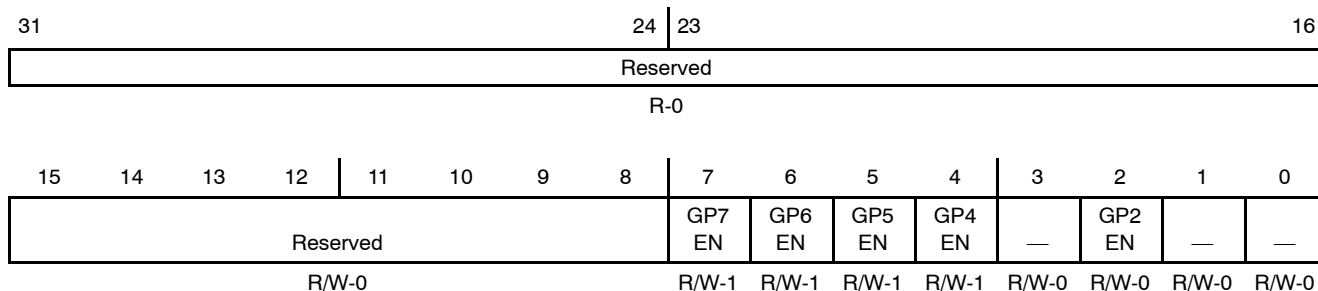 31 24 23 16
Reserved
R-0
15 14 13 12 11 10 9 8 7 6 5 4 3 2 1 0
GP7 GP6 GP5 GP4 GP2
Reserved EN EN EN EN — EN — —
R/W-0 R/W-1 R/W-1 R/W-1 R/W-1 R/W-0 R/W-0 R/W-0 R/W-0